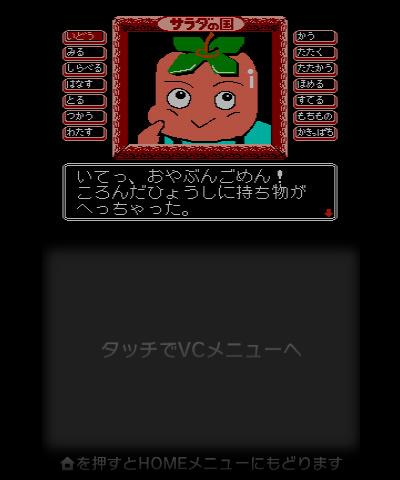 サラダの国
いどう
みる
しらべる
はなす
とる
つかう
わたす
かう
たたく
たたかう
ほめる
すてる
もちもの
かきっぱち
いてっ、おやぶんごめん!
ころんだひょうしに持ち物が
へっちゃった。
タッチでVCメニューへ
を押すとHOMEメニューにもどります